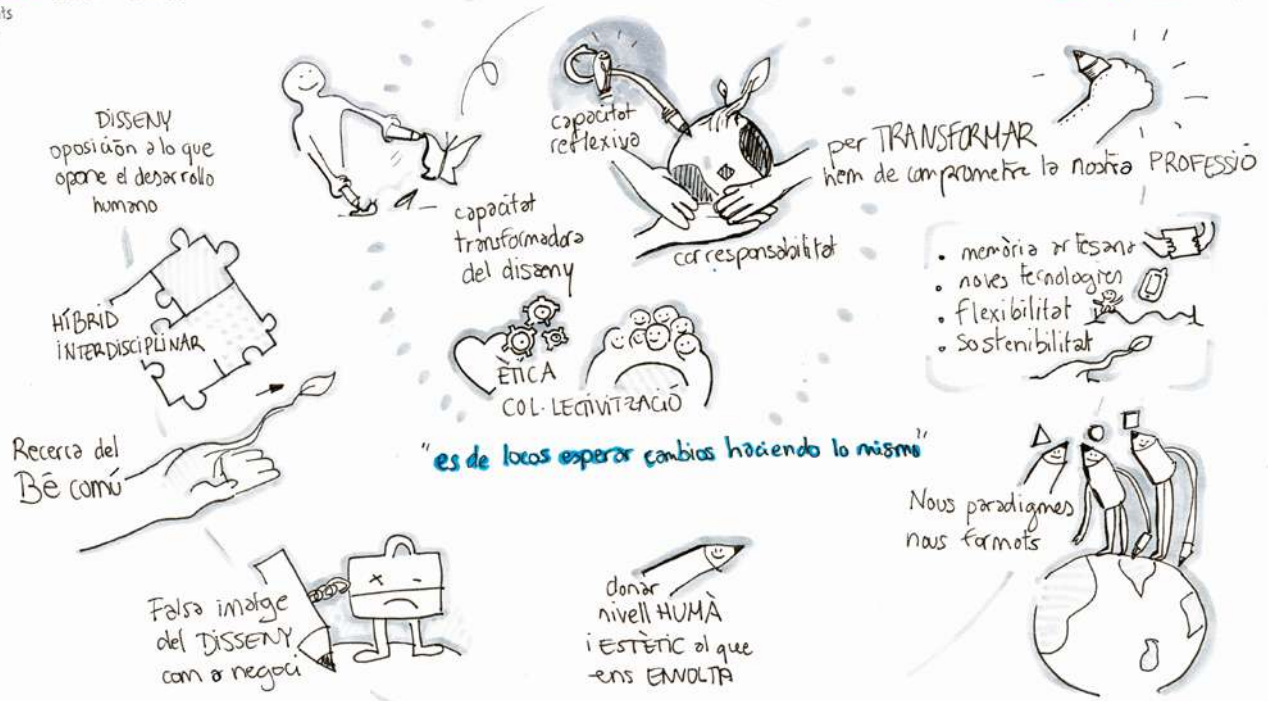 DISSENY
oposición a lo que
opone el desarrollo
humano
HÍBRID
INTERDISCIPLINAR
Recerca del
Bé comú
Falsa imatge
del DISSENY
com a negoci
capacitat
transformadora
del disseny
capacitat
reflexiva
corresponsabilitat
ÈTICA
COL·LECTIVITZACIÓ
"es de locos esperar cambios haciendo lo mismo"
donar
nivell HUMÀ
i ESTÈTIC al que
ens ENVOLTA
per TRANSFORMAR
hem de comprometre la nostra PROFESSIÓ
• memòria artesana
• noves tecnologies
• flexibilitat
• sostenibilitat
Nous paradigmes
nous formats